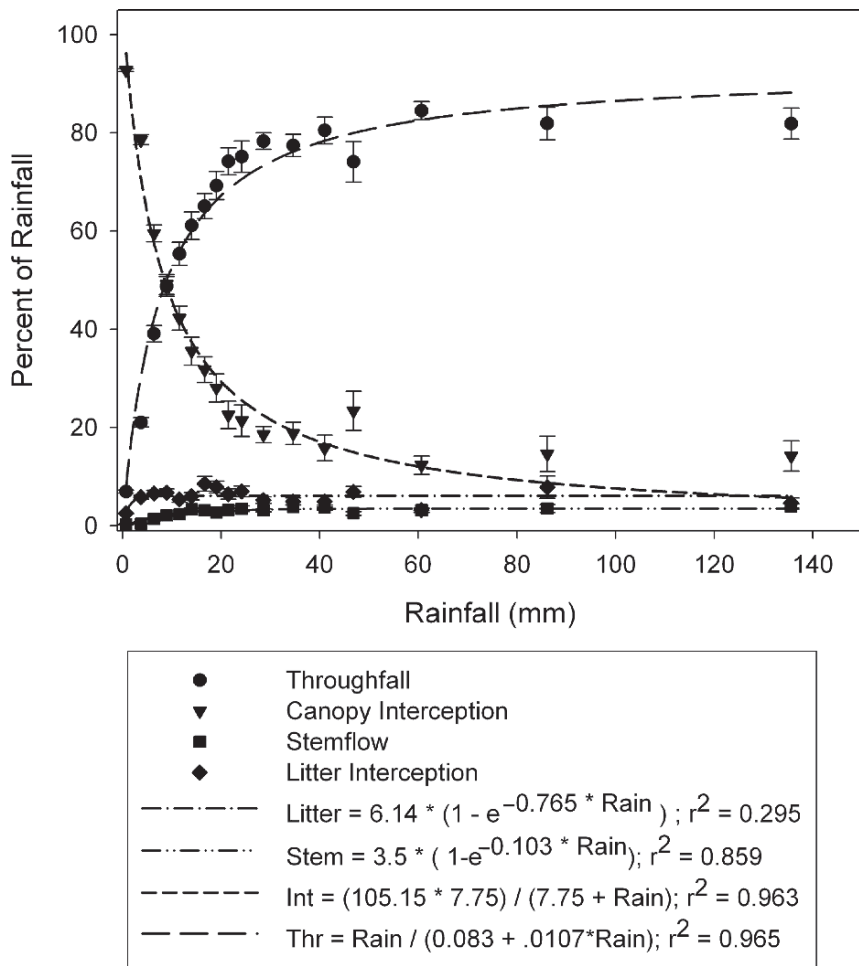 100
80
60
40
20
0
Percent of Rainfall
0 20 40 60 80 100 120 140
Rainfall (mm)
Throughfall
Canopy Interception
Stemflow
Litter Interception
Litter = 6.14 * (1 - e^-0.765 * Rain ) ; r^2 = 0.295
Stem = 3.5 * ( 1-e^-0.103 * Rain); r^2 = 0.859
Int = (105.15 * 7.75) / (7.75 + Rain); r^2 = 0.963
Thr = Rain / (0.083 + .0107*Rain); r^2 = 0.965